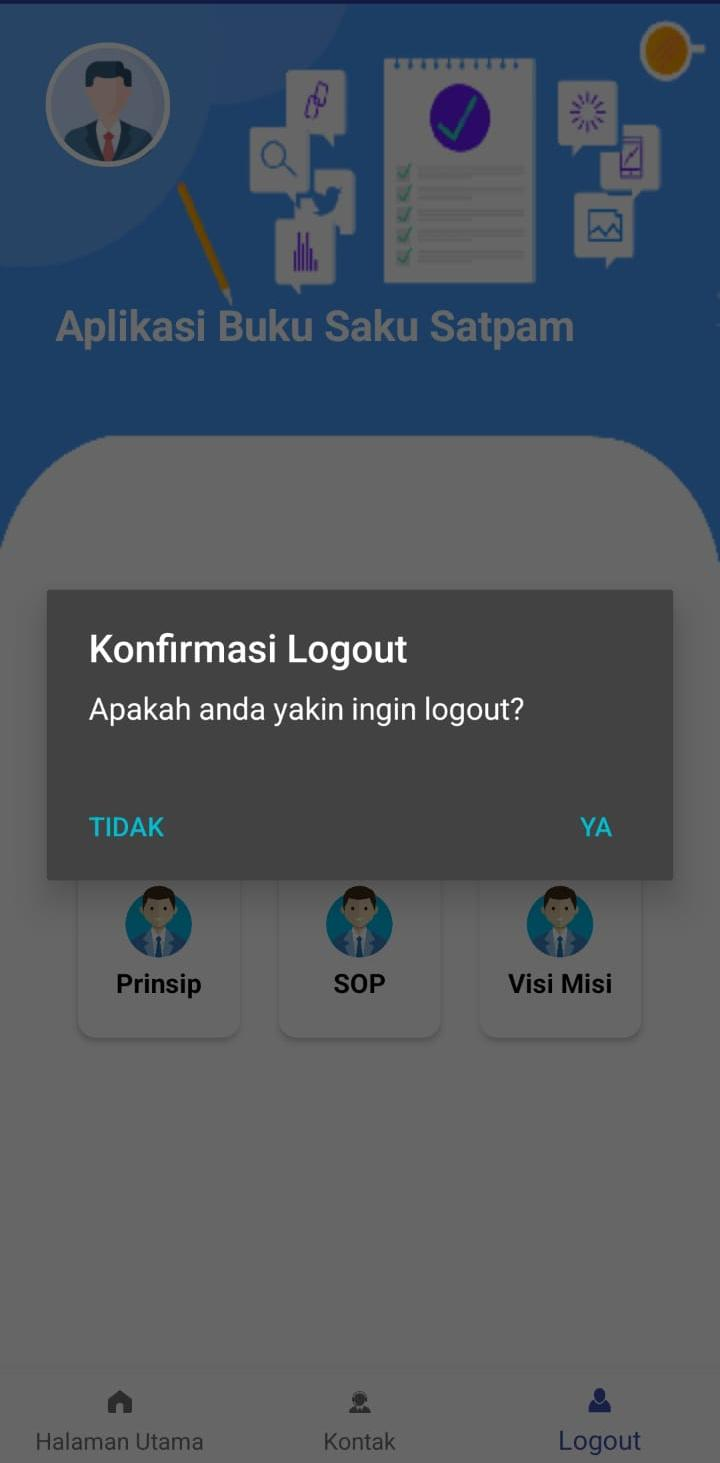 Aplikasi Buku Saku Satpam
Konfirmasi Logout
Apakah anda yakin ingin logout?
TIDAK YA
Prinsip SOP Visi Misi
Halaman Utama Kontak Logout